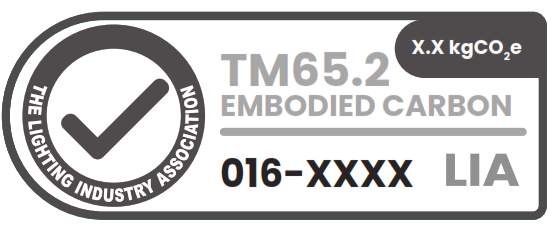 THE LIGHTING INDUSTRY ASSOCIATION
X.X kgCO₂e
TM65.2
EMBODIED CARBON
016-XXXX
LIA